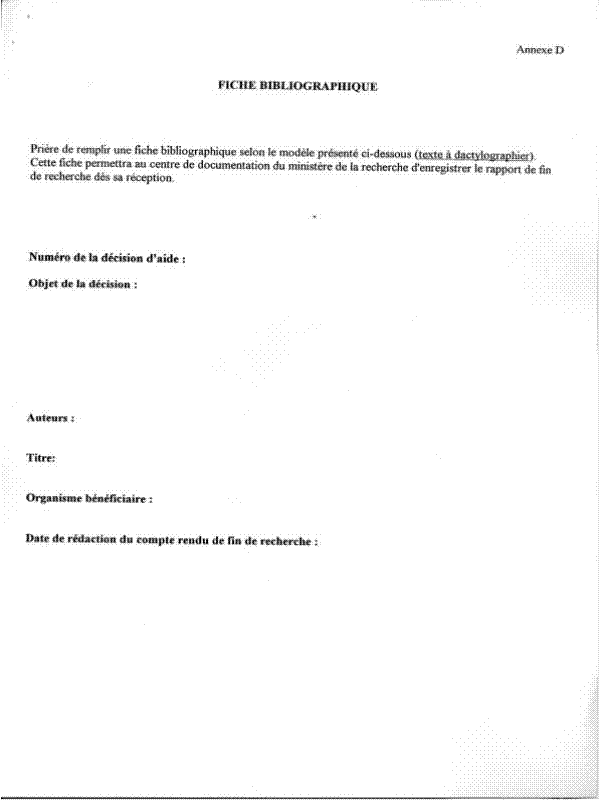 Annexe D
FICHE BIBLIOGRAPHIQUE
Prière de remplir une fiche bibliographique selon le modèle présenté ci-dessous (texte à dactylographier).
Cette fiche permettra au centre de documentation du ministère de la recherche d'enregistrer le rapport de fin
de recherche dés sa réception.
Numéro de la décision d'aide :
Objet de la décision :
Auteurs :
Titre:
Organisme bénéficiaire :
Date de rédaction du compte rendu de fin de recherche :